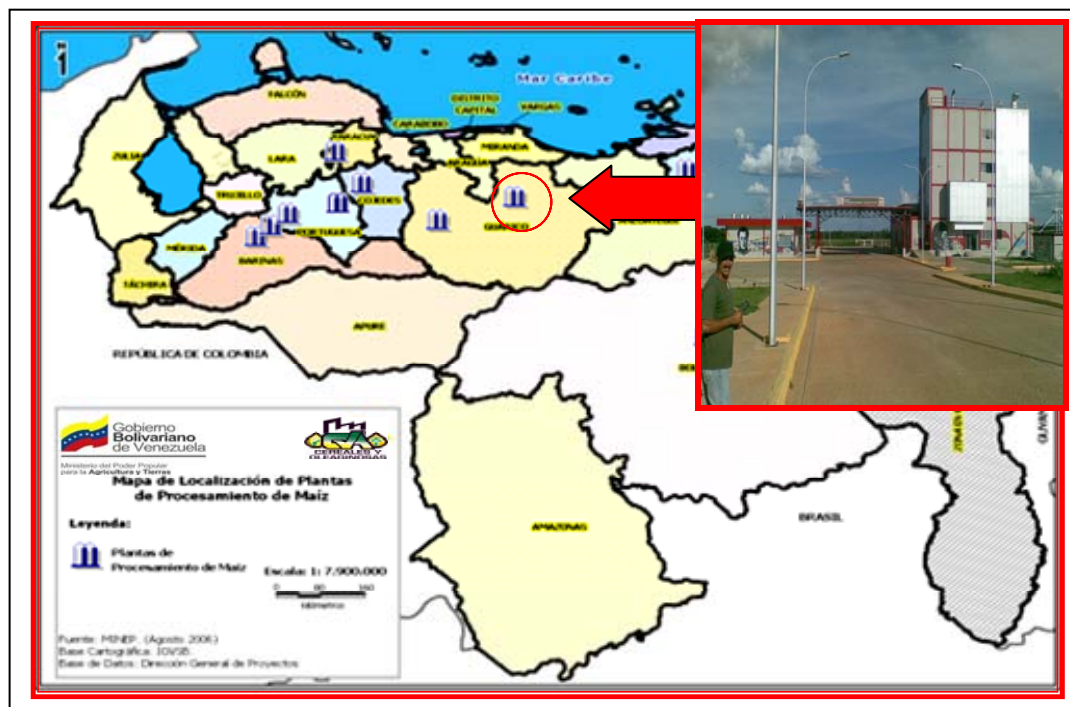 N
Mar Caribe
FALCÓN
DISTRITO
CAPITAL
VARGAS
CARABOBO
YARACUY
MIRANDA
ZULIA
LARA
ARAGUA
TRUJILLO
COJEDES
GUÁRICO
ANZOÁTEGUI
PORTUGUESA
MÉRIDA
BARINAS
TÁCHIRA
APURE
REPÚBLICA DE COLOMBIA
ZONA EN
AMAZONAS
BRASIL
Gobierno
Bolivariano
de Venezuela
Ministerio del Poder Popular
para la Agricultura y Tierras
CEREALES Y
OLEAGINOSAS
Mapa de Localización de Plantas
de Procesamiento de Maíz
Leyenda:
Plantas de
Procesamiento de Maíz
Escala: 1: 7.900.000
0 80 160
kilómetros
Fuente: MINEP. (Agosto 2006)
Base Cartográfica: IGVSB.
Base de Datos: Dirección General de Proyectos